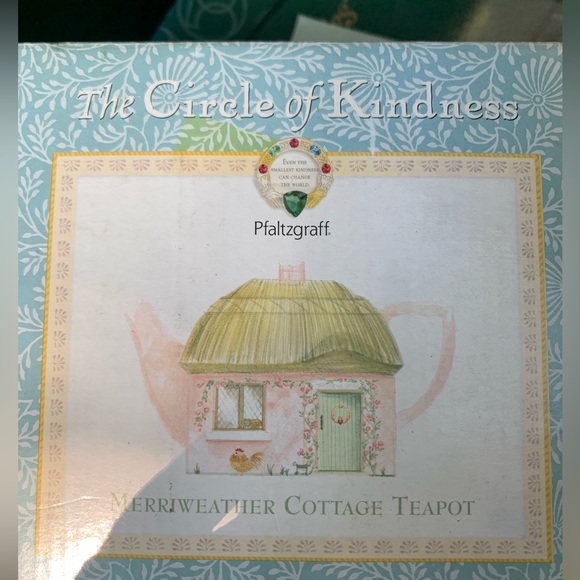 The Circle of Kindness
EVEN THE
SMALLEST KINDNESS
CAN CHANGE
THE WORLD.
Pfaltzgraff®
MERRIWEATHER COTTAGE TEAPOT